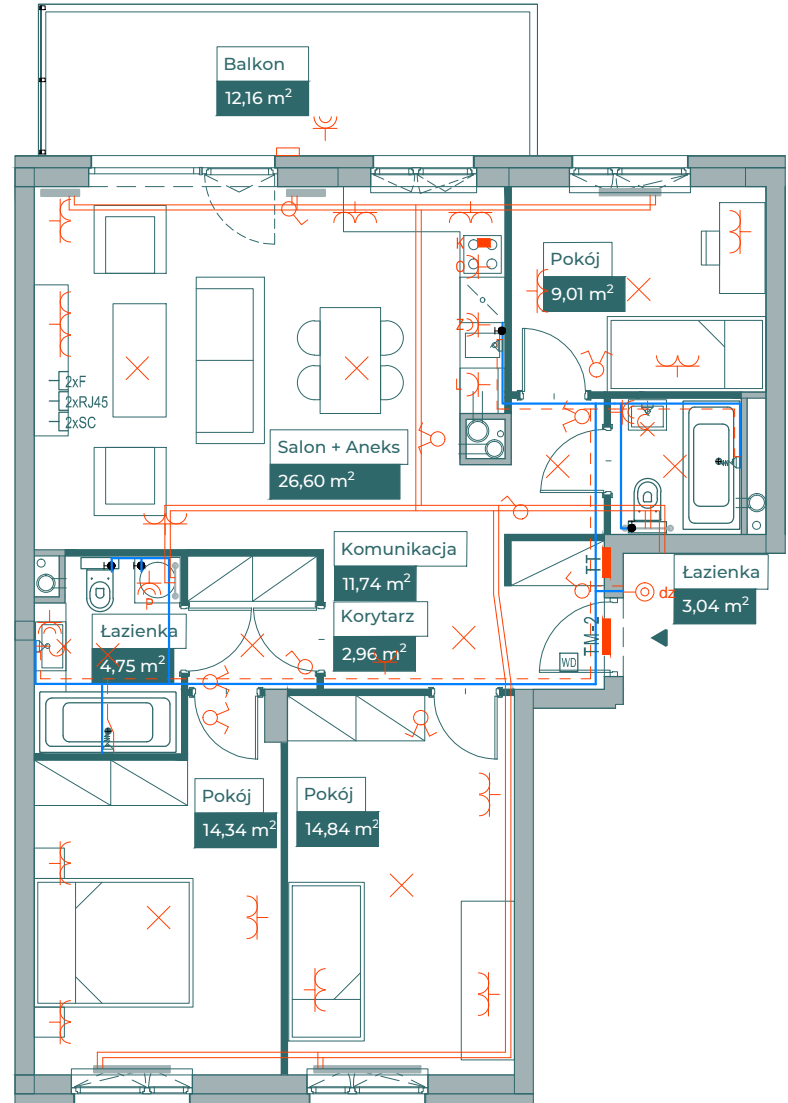 Balkon
12,16 m²
Pokój
9,01 m²
K
O
Z
L
2xF
2xRJ45
2xSC
Salon + Aneks
26,60 m²
Komunikacja
11,74 m²
Korytarz
2,96 m²
Łazienka
3,04 m²
TT
dz
TM-2
WD
P
Łazienka
4,75 m²
Pokój
14,34 m²
Pokój
14,84 m²